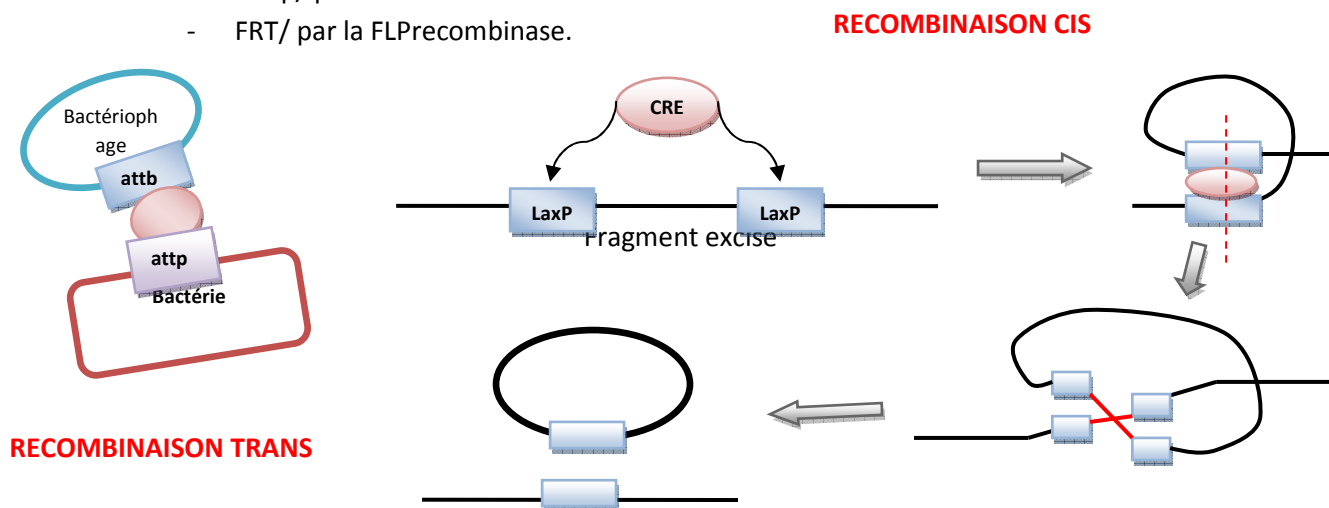 - FRT/ par la FLPrecombinase.
RECOMBINAISON CIS
Bactérioph
age
attb
attp
Bactérie
RECOMBINAISON TRANS
CRE
LaxP
LaxP
Fragment excise